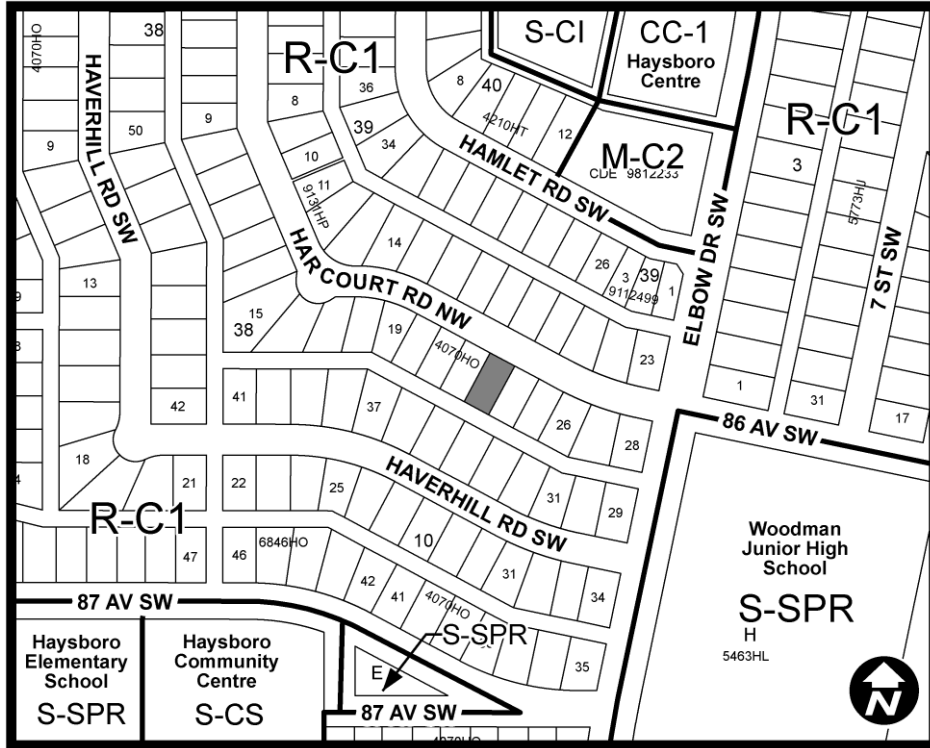 4070HO
38
HAVERHILL RD SW
9
50
9
R-C1
8
36
39
34
10
11
9131HP
8
40
4210HT
12
S-CI
CC-1
Haysboro
Centre
M-C2
CDE 9812233
R-C1
3
5773HU
7 ST SW
HAMLET RD SW
ELBOW DR SW
26
3
39
1
9112499
14
HARCOURT RD NW
13
15
38
19
4070HO
23
1
31
17
86 AV SW
42
41
37
26
28
18
21
22
25
HAVERHILL RD SW
31
29
R-C1
47
46
6846HO
10
31
34
42
41
4070HO
35
87 AV SW
S-SPR
E
87 AV SW
4070HO
Haysboro
Elementary
School
S-SPR
Haysboro
Community
Centre
S-CS
Woodman
Junior High
School
S-SPR
H
5463HL
N